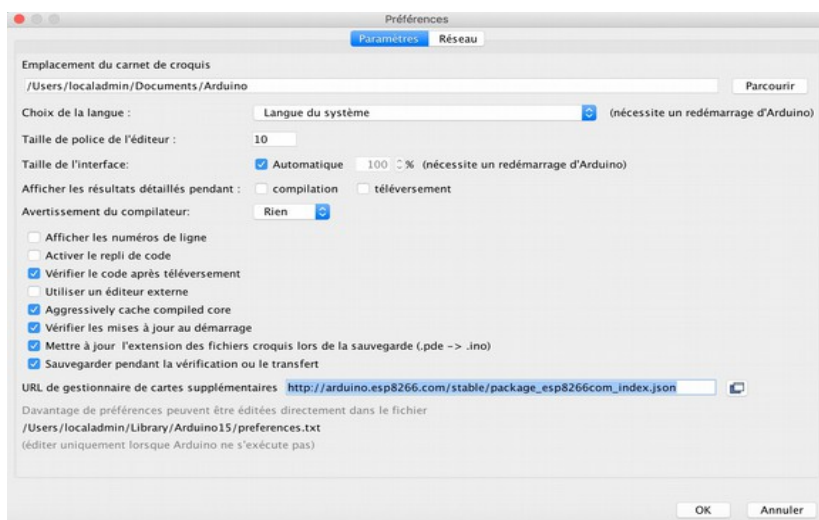 Préférences
Paramètres Réseau
Emplacement du carnet de croquis
/Users/localadmin/Documents/Arduino Parcourir
Choix de la langue : Langue du système (nécessite un redémarrage d'Arduino)
Taille de police de l'éditeur : 10
Taille de l'interface: Automatique 100 % (nécessite un redémarrage d'Arduino)
Afficher les résultats détaillés pendant : compilation téléversement
Avertissement du compilateur: Rien
Afficher les numéros de ligne
Activer le repli de code
Vérifier le code après téléversement
Utiliser un éditeur externe
Aggressively cache compiled core
Vérifier les mises à jour au démarrage
Mettre à jour l'extension des fichiers croquis lors de la sauvegarde (.pde -> .ino)
Sauvegarder pendant la vérification ou le transfert
URL de gestionnaire de cartes supplémentaires http://arduino.esp8266.com/stable/package_esp8266com_index.json
Davantage de préférences peuvent être éditées directement dans le fichier
/Users/localadmin/Library/Arduino15/preferences.txt
(éditer uniquement lorsque Arduino ne s'exécute pas)
OK Annuler